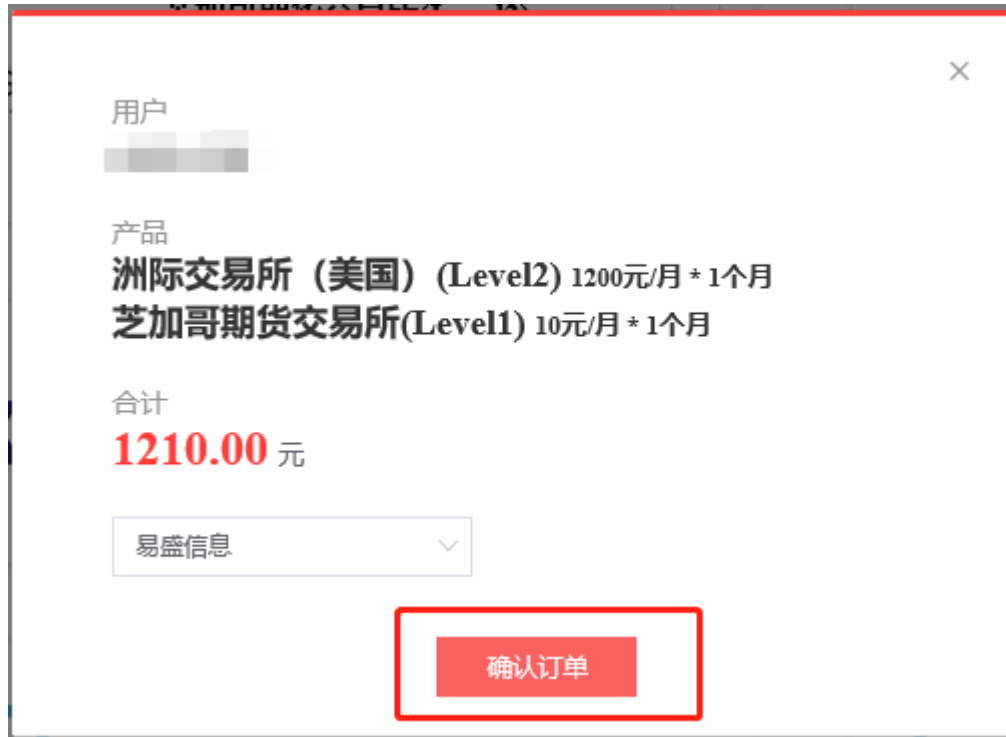 用户
产品
洲际交易所（美国）(Level2) 1200元/月 * 1个月
芝加哥期货交易所(Level1) 10元/月 * 1个月
合计
1210.00 元
易盛信息
确认订单